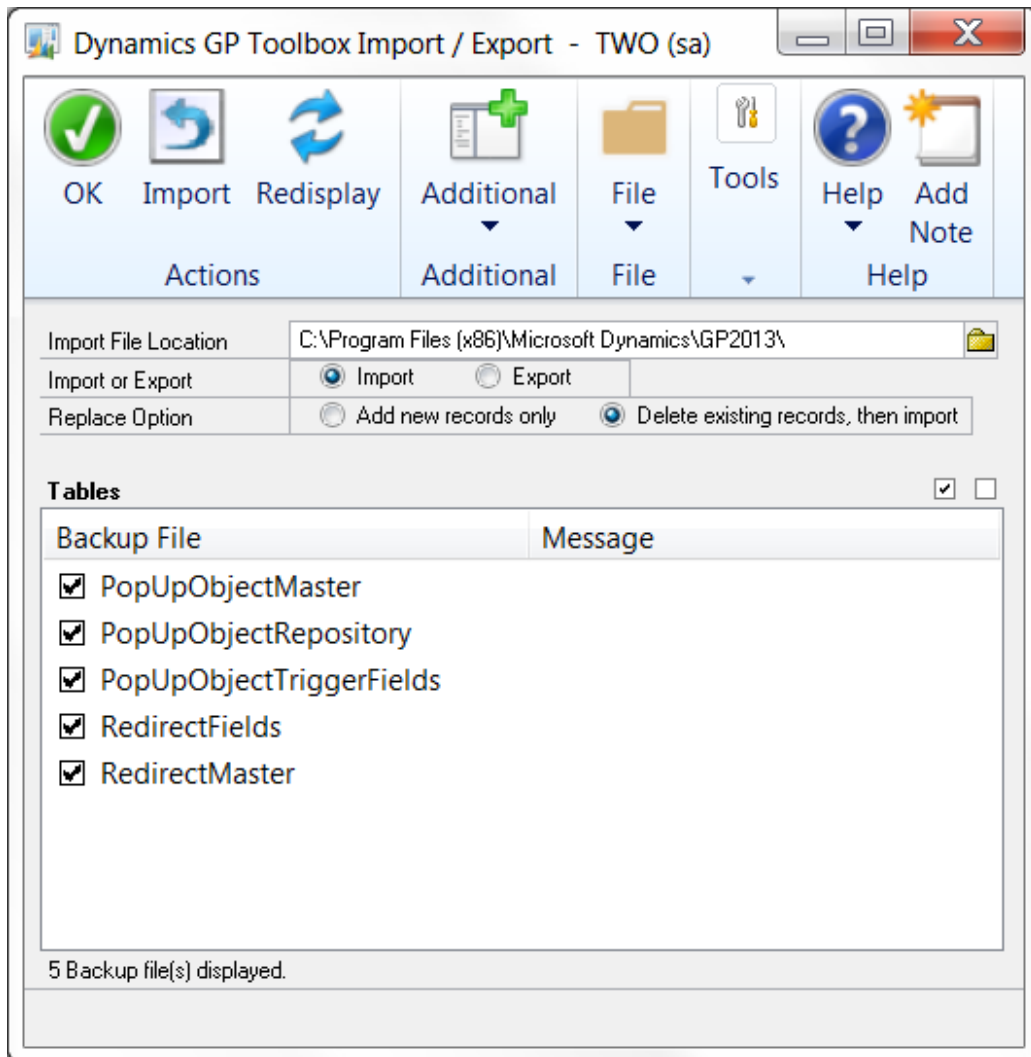 Dynamics GP Toolbox Import / Export - TWO (sa)
OK Import Redisplay Additional File Tools Help Add Note
Actions Additional File Help
Import File Location C:\Program Files (x86)\Microsoft Dynamics\GP2013\
Import or Export Import Export
Replace Option Add new records only Delete existing records, then import
Tables
Backup File Message
PopUpObjectMaster
PopUpObjectRepository
PopUpObjectTriggerFields
RedirectFields
RedirectMaster
5 Backup file(s) displayed.